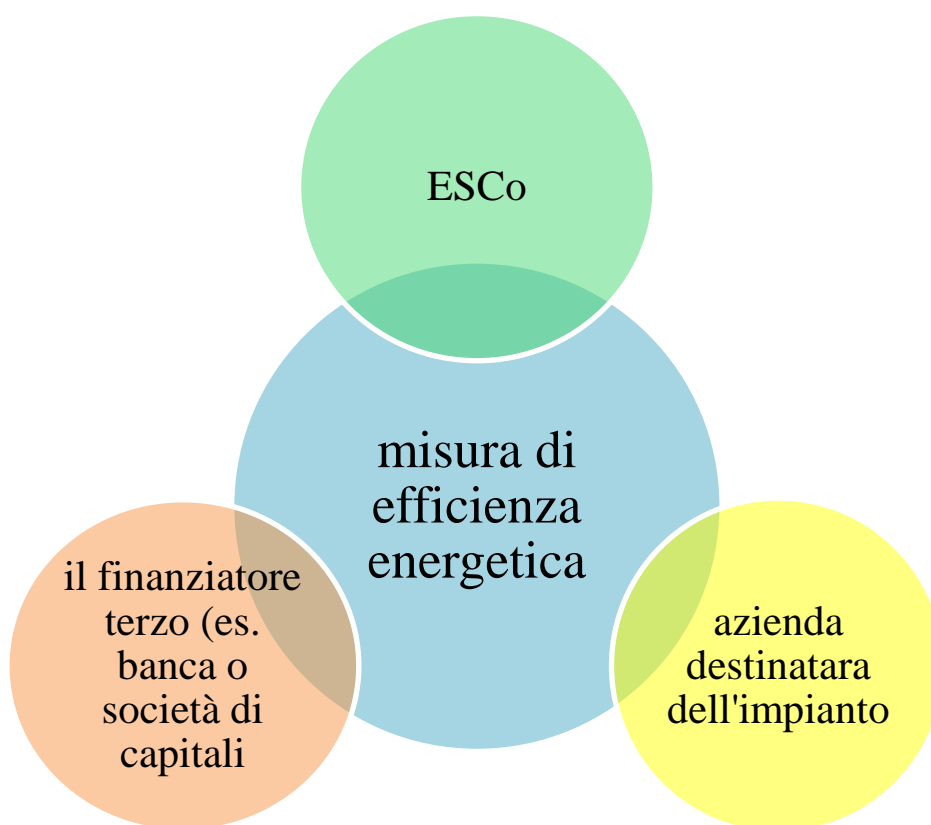 ESCo
misura di
efficienza
energetica
il finanziatore
terzo (es.
banca o
società di
capitali
azienda
destinatara
dell'impianto